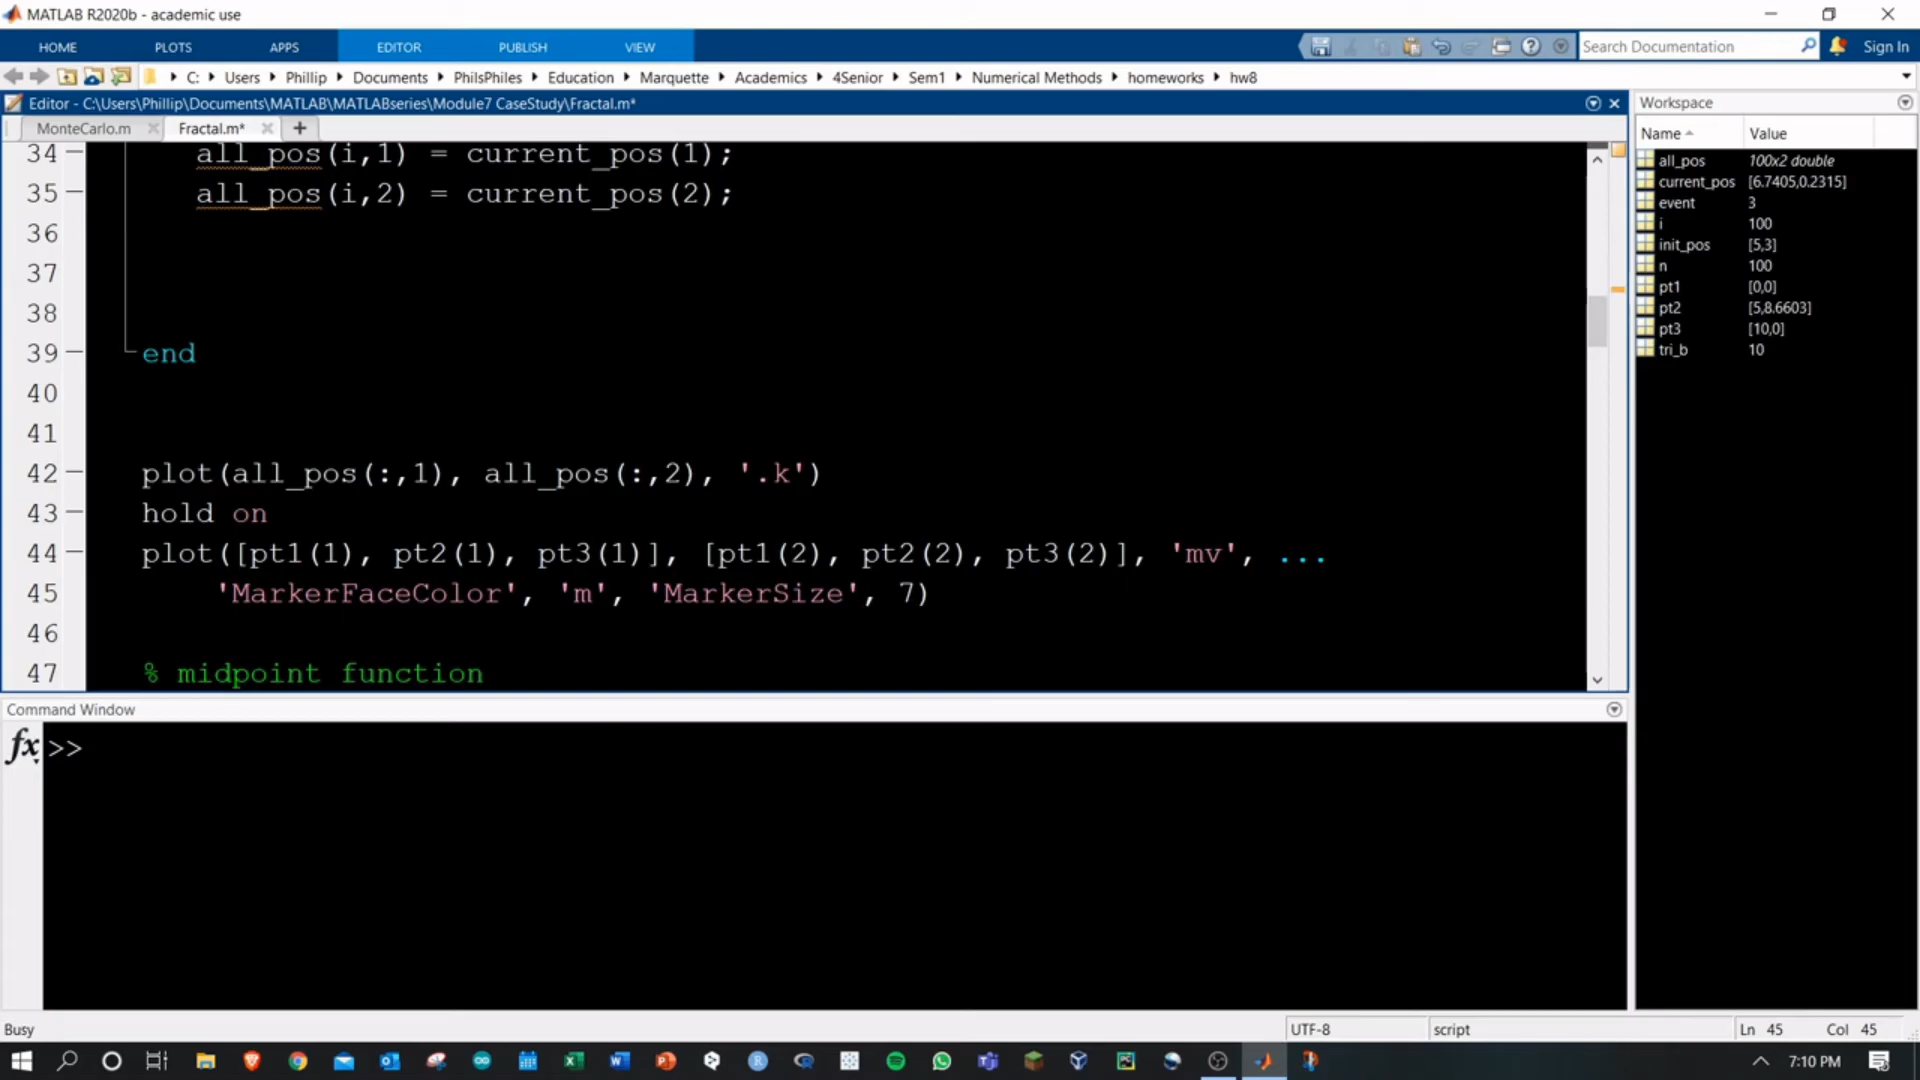 MATLAB R2020b - academic use
HOME PLOTS APPS EDITOR PUBLISH VIEW Search Documentation Sign In
C: Users Phillip Documents PhilsPhiles Education Marquette Academics 4Senior Sem1 Numerical Methods homeworks hw8
Editor - C:\Users\Phillip\Documents\MATLAB\MATLABseries\Module7 CaseStudy\Fractal.m*
MonteCarlo.m Fractal.m* +
34 all_pos(i,1) = current_pos(1);
35 all_pos(i,2) = current_pos(2);
36
37
38
39 end
40
41
42 plot(all_pos(:,1), all_pos(:,2), '.k')
43 hold on
44 plot([pt1(1), pt2(1), pt3(1)], [pt1(2), pt2(2), pt3(2)], 'mv', ...
45 'MarkerFaceColor', 'm', 'MarkerSize', 7)
46
47 % midpoint function
Workspace
Name Value
all_pos 100x2 double
current_pos [6.7405,0.2315]
event 3
i 100
init_pos [5,3]
n 100
pt1 [0,0]
pt2 [5,8.6603]
pt3 [10,0]
tri_b 10
Command Window
fx >>
Busy UTF-8 script Ln 45 Col 45
7:10 PM